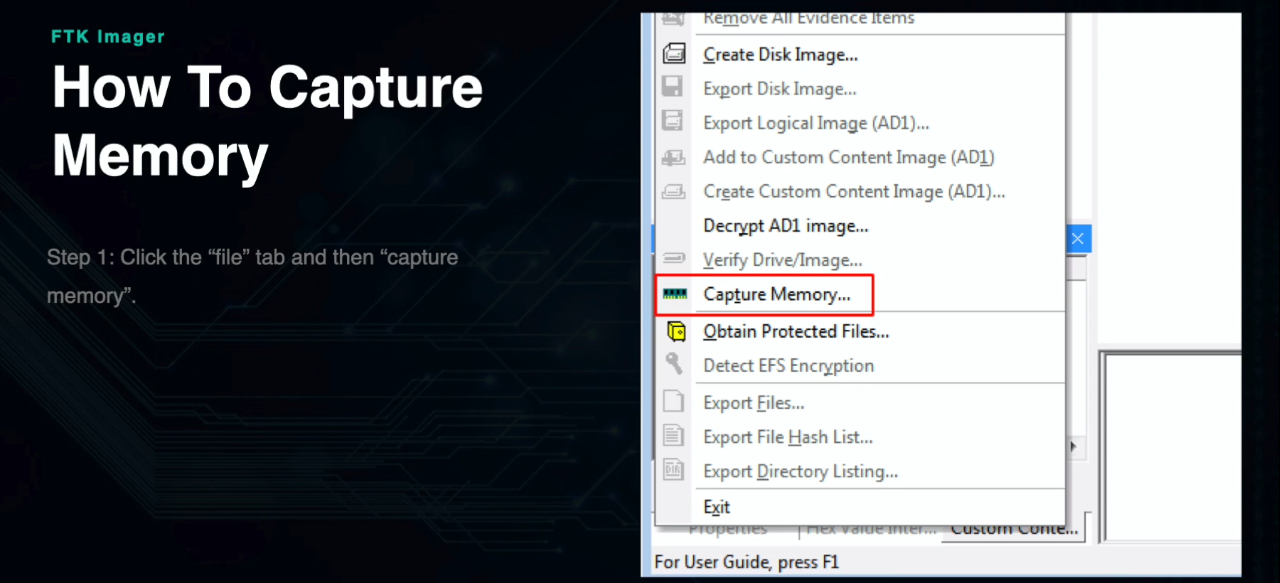 FTK Imager
How To Capture
Memory
Step 1: Click the “file” tab and then “capture
memory”.
Remove All Evidence Items
Create Disk Image...
Export Disk Image...
Export Logical Image (AD1)...
Add to Custom Content Image (AD1)
Create Custom Content Image (AD1)...
Decrypt AD1 image...
Verify Drive/Image...
Capture Memory...
Obtain Protected Files...
Detect EFS Encryption
Export Files...
Export File Hash List...
Export Directory Listing...
DIR
Exit
Properties Hex Value Inter... Custom Conte...
For User Guide, press F1